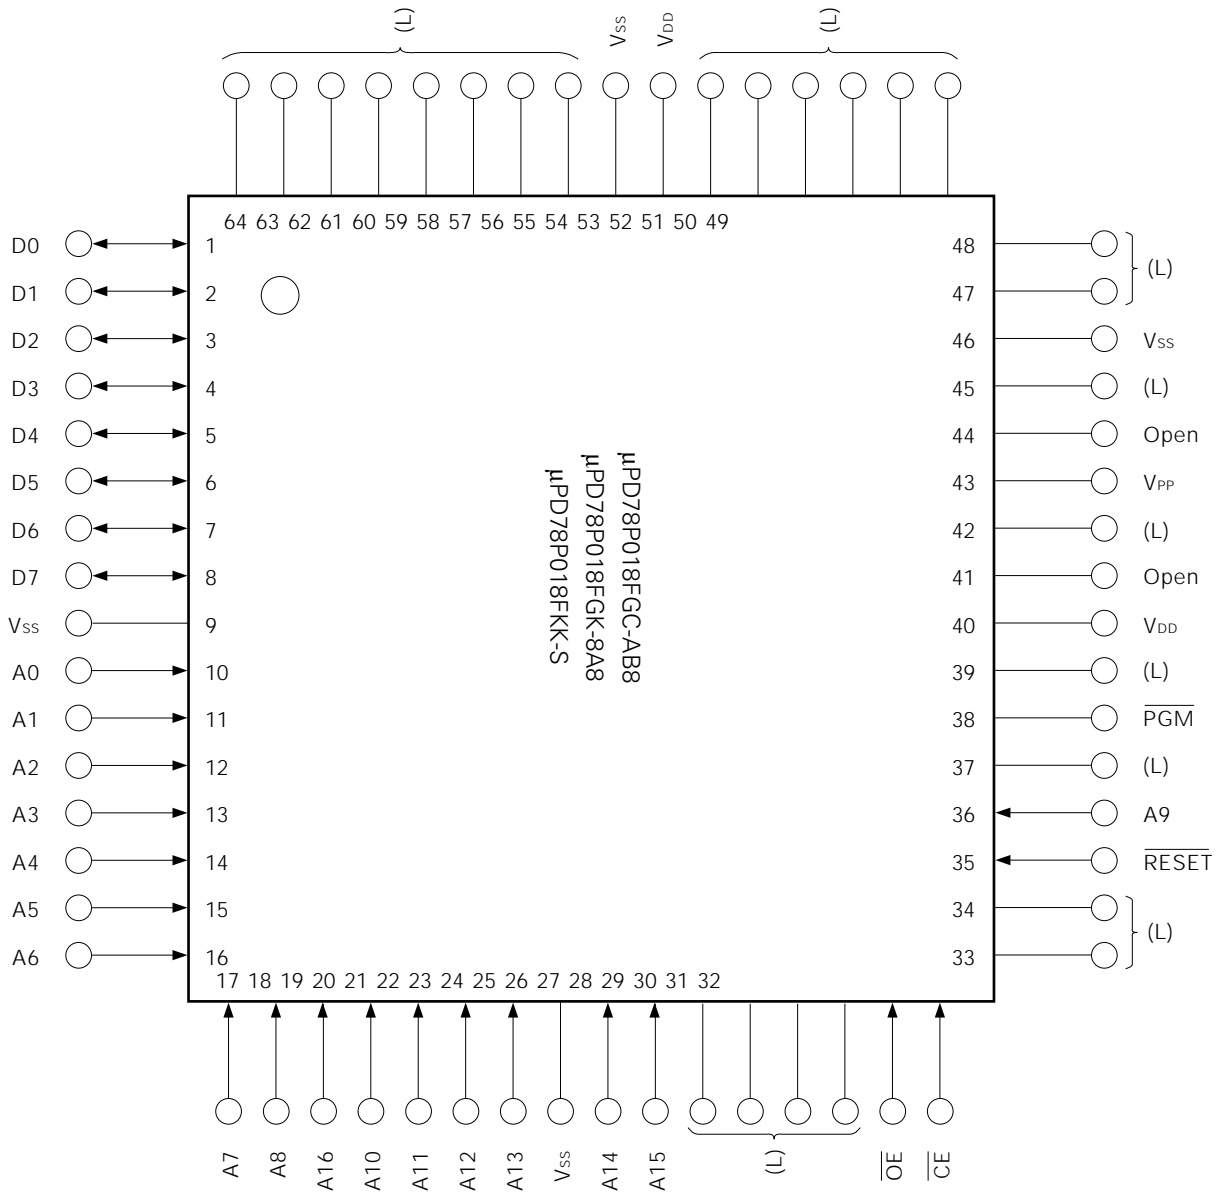 (L) VSS VDD (L)
64 63 62 61 60 59 58 57 56 55 54 53 52 51 50 49
D0 1 48
(L)
D1 2 47
D2 3 46 VSS
D3 4 45 (L)
D4 5 44 Open
D5 6 43 VPP
D6 7 42 (L)
D7 8 41 Open
VSS 9 40 VDD
A0 10 39 (L)
A1 11 38 PGM
A2 12 37 (L)
A3 13 36 A9
A4 14 35 RESET
A5 15 34
(L)
A6 16 33
µPD78P018FGC-AB8
µPD78P018FGK-8A8
µPD78P018FKK-S
17 18 19 20 21 22 23 24 25 26 27 28 29 30 31 32
A7 A8 A16 A10 A11 A12 A13 VSS A14 A15 (L) OE CE